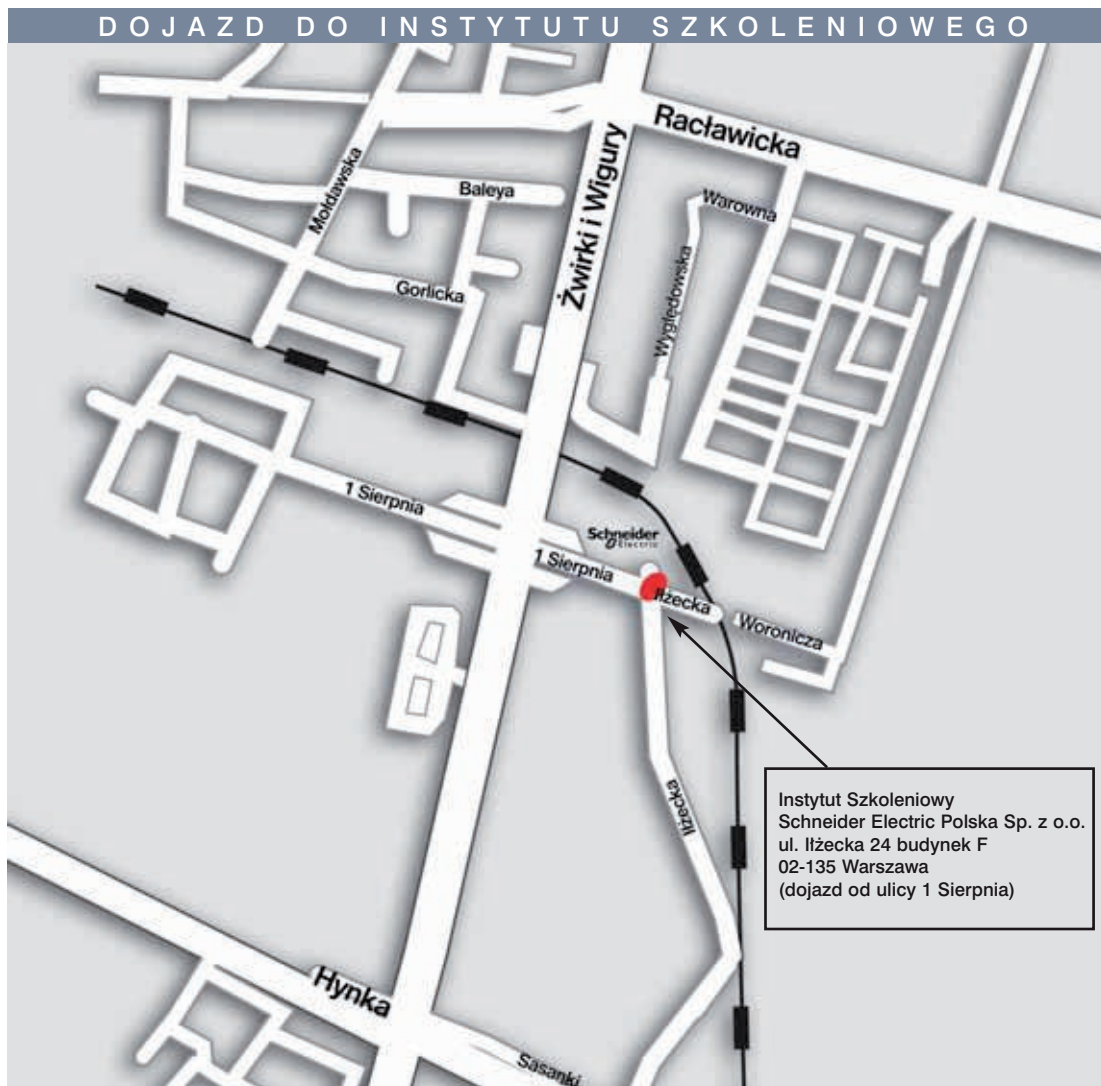 DOJAZD DO INSTYTUTU SZKOLENIOWEGO
Racławicka
Żwirki i Wigury
Mołdawska
Baleya
Warowna
Gorlicka
Wyględowska
1 Sierpnia
Schneider
Electric
1 Sierpnia
Iłżecka
Woronicza
Iłżecka
Instytut Szkoleniowy
Schneider Electric Polska Sp. z o.o.
ul. Iłżecka 24 budynek F
02-135 Warszawa
(dojazd od ulicy 1 Sierpnia)
Hynka
Sasanki